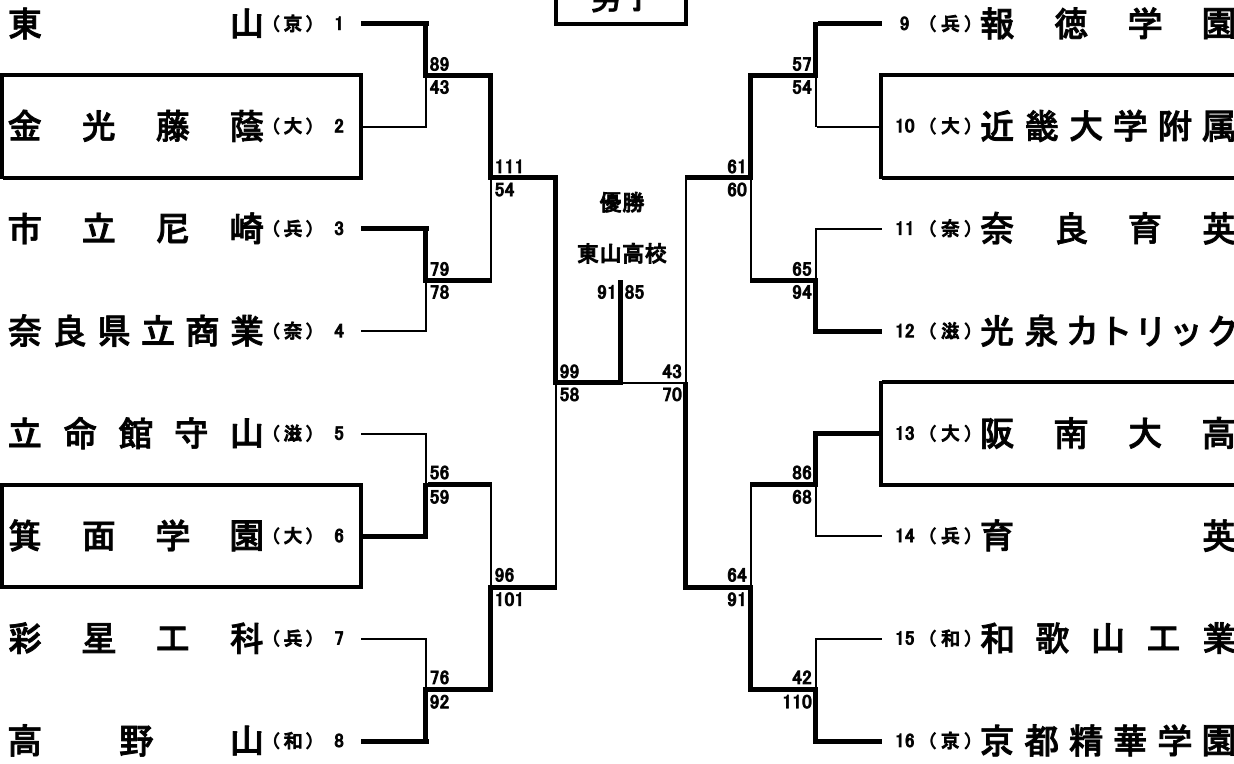 男子
東山（京） 1
89
43
金光藤蔭（大） 2
111
54
市立尼崎（兵） 3
79
78
奈良県立商業（奈） 4
99
58
立命館守山（滋） 5
56
59
箕面学園（大） 6
96
101
彩星工科（兵） 7
76
92
高野山（和） 8
優勝
東山高校
91 85
9 （兵）報徳学園
57
54
10 （大）近畿大学附属
61
60
11 （奈）奈良育英
65
94
12 （滋）光泉カトリック
43
70
13 （大）阪南大高
86
68
14 （兵）育英
64
91
15 （和）和歌山工業
42
110
16 （京）京都精華学園